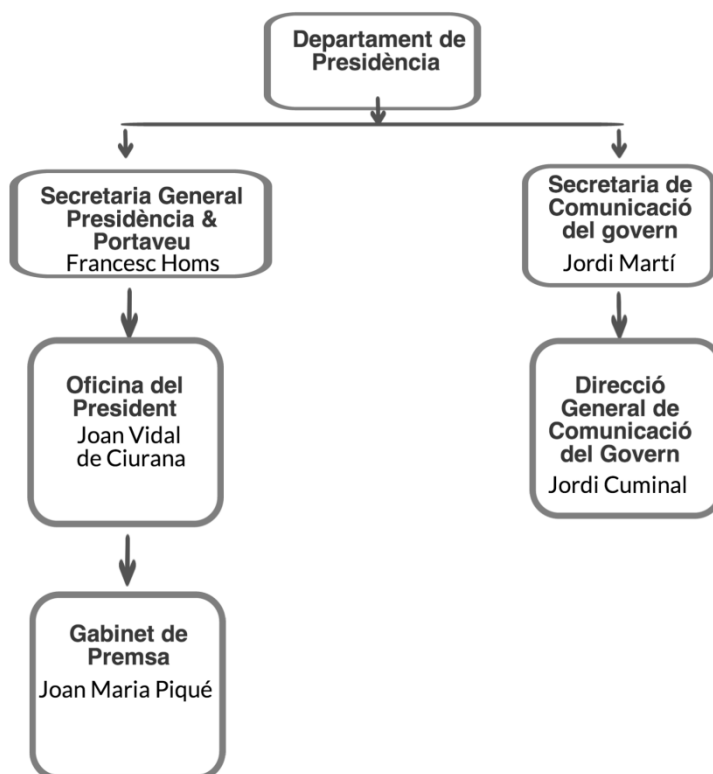 Departament de
Presidència
Secretaria General
Presidència &
Portaveu
Francesc Homs
Secretaria de
Comunicació
del govern
Jordi Martí
Oficina del
President
Joan Vidal
de Ciurana
Direcció
General de
Comunicació
del Govern
Jordi Cuminal
Gabinet de
Premsa
Joan Maria Piqué